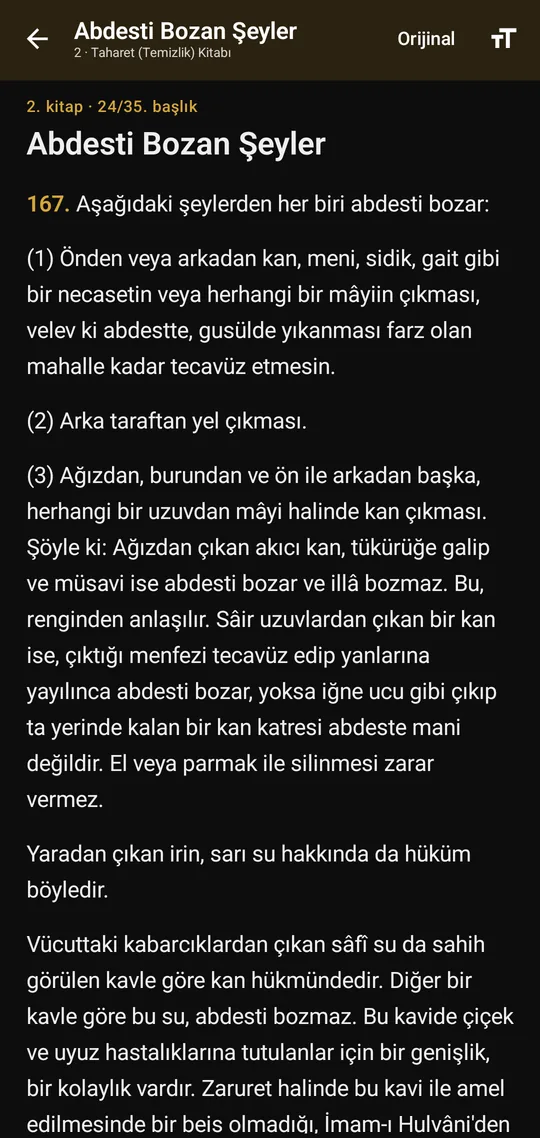 Abdesti Bozan Şeyler
2 · Taharet (Temizlik) Kitabı
Orijinal
TT
2. kitap · 24/35. başlık
Abdesti Bozan Şeyler
167. Aşağıdaki şeylerden her biri abdesti bozar:
(1) Önden veya arkadan kan, meni, sidik, gait gibi
bir necasetin veya herhangi bir mâyiin çıkması,
velev ki abdestte, gusülde yıkanması farz olan
mahalle kadar tecavüz etmesin.
(2) Arka taraftan yel çıkması.
(3) Ağızdan, burundan ve ön ile arkadan başka,
herhangi bir uzuvdan mâyi halinde kan çıkması.
Şöyle ki: Ağızdan çıkan akıcı kan, tükürüğe galip
ve müsavi ise abdesti bozar ve illâ bozmaz. Bu,
renginden anlaşılır. Sâir uzuvlardan çıkan bir kan
ise, çıktığı menfezi tecavüz edip yanlarına
yayılınca abdesti bozar, yoksa iğne ucu gibi çıkıp
ta yerinde kalan bir kan katresi abdeste mani
değildir. El veya parmak ile silinmesi zarar
vermez.
Yaradan çıkan irin, sarı su hakkında da hüküm
böyledir.
Vücuttaki kabarcıklardan çıkan sâfî su da sahih
görülen kavle göre kan hükmündedir. Diğer bir
kavle göre bu su, abdesti bozmaz. Bu kavide çiçek
ve uyuz hastalıklarına tutulanlar için bir genişlik,
bir kolaylık vardır. Zaruret halinde bu kavi ile amel
edilmesinde bir beis olmadığı, İmam-ı Hulvâni'den